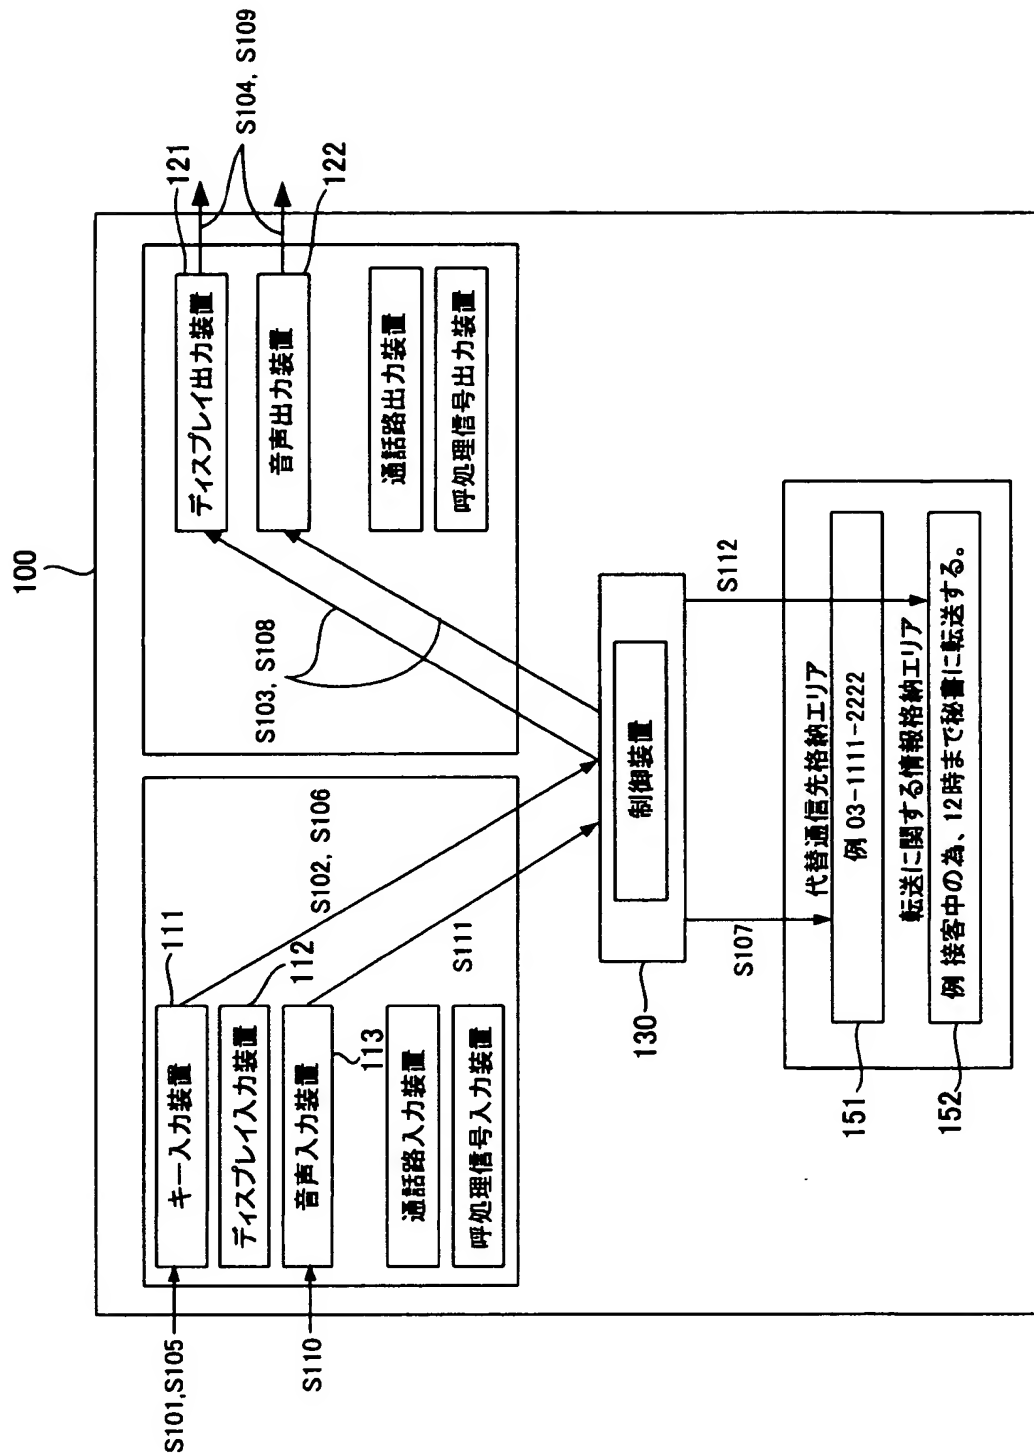 100
S101,S105
S110
キー入力装置
111
ディスプレイ入力装置
112
音声入力装置
113
通話路入力装置
呼処理信号入力装置
S102, S106
S111
S103, S108
ディスプレイ出力装置
121
音声出力装置
122
S104, S109
通話路出力装置
呼処理信号出力装置
制御装置
130
S107
S112
代替通信先格納エリア
例 03-1111-2222
151
転送に関する情報格納エリア
例 接客中の為、12時まで秘書に転送する。
152